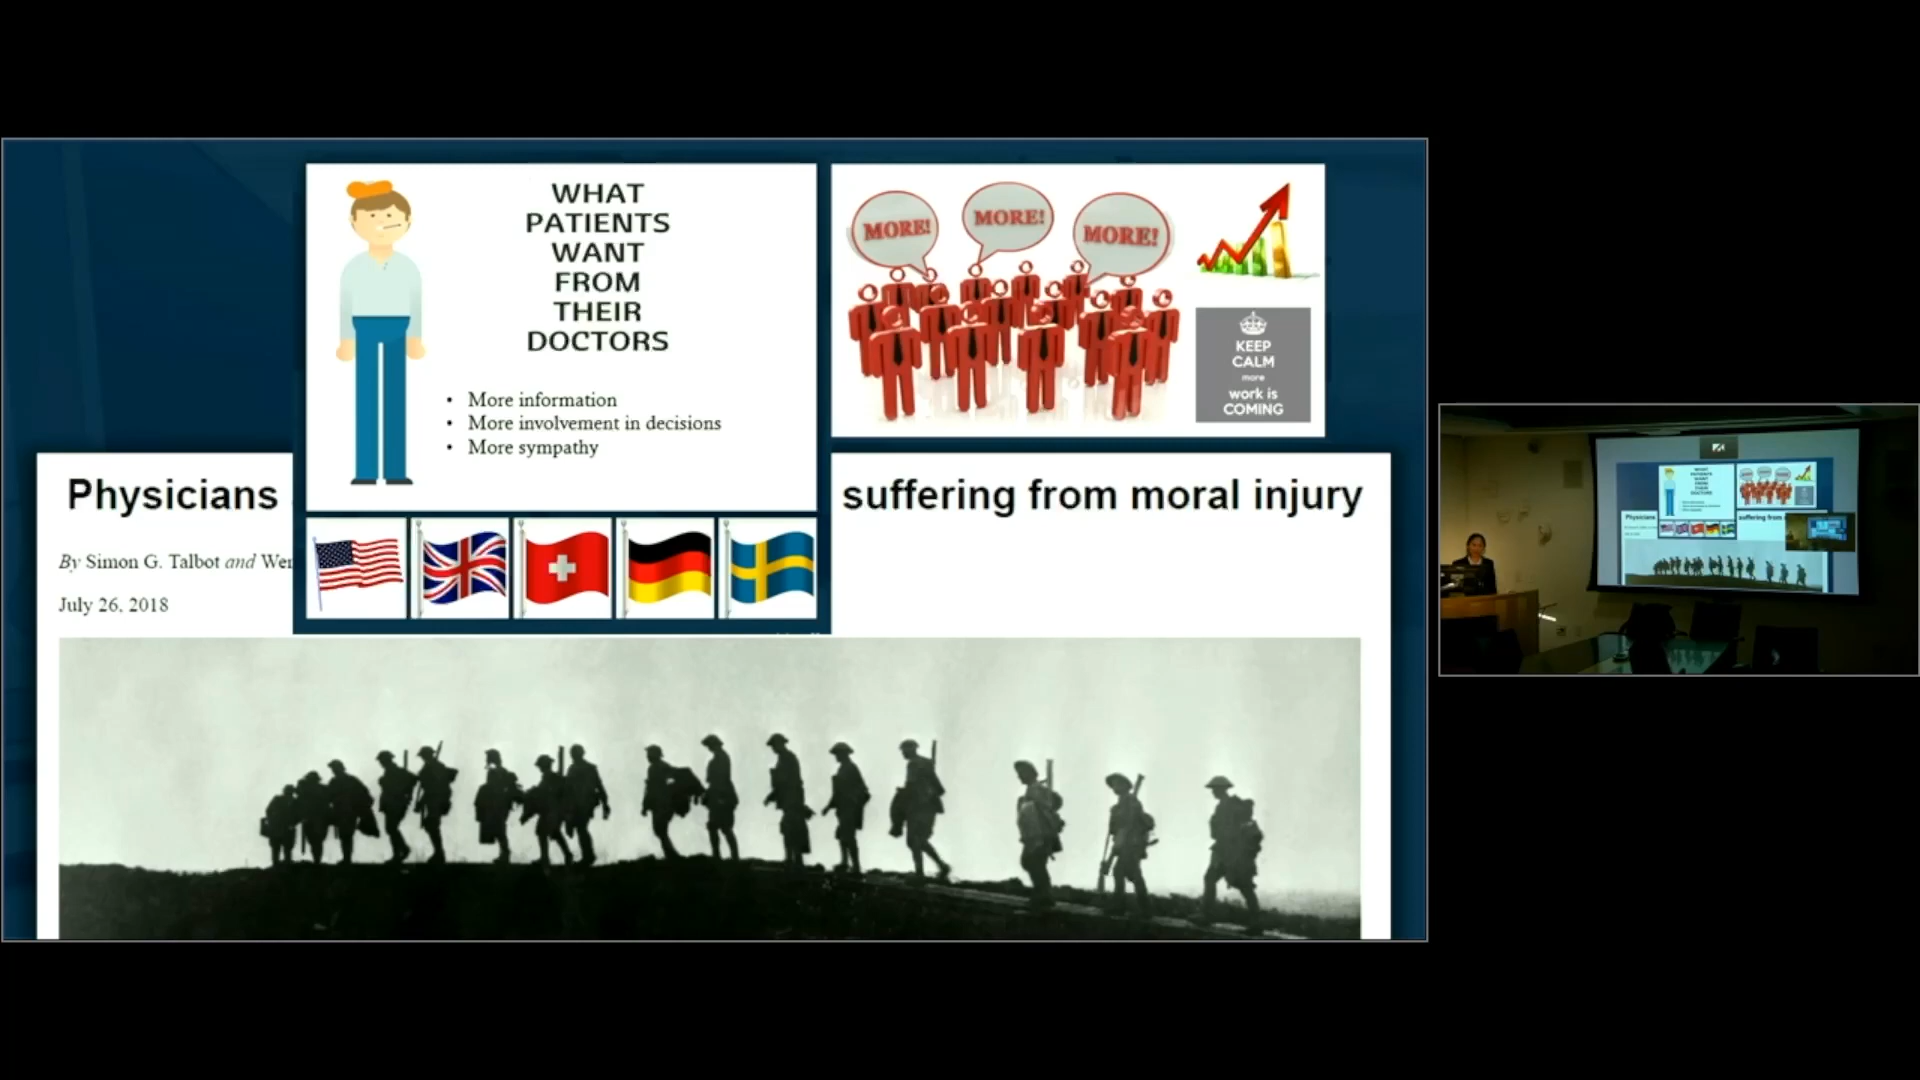 WHAT
PATIENTS
WANT
FROM
THEIR
DOCTORS
• More information
• More involvement in decisions
• More sympathy
MORE!
MORE!
MORE!
KEEP
CALM
more
work is
COMING
Physicians
suffering from moral injury
By Simon G. Talbot and
July 26, 2018